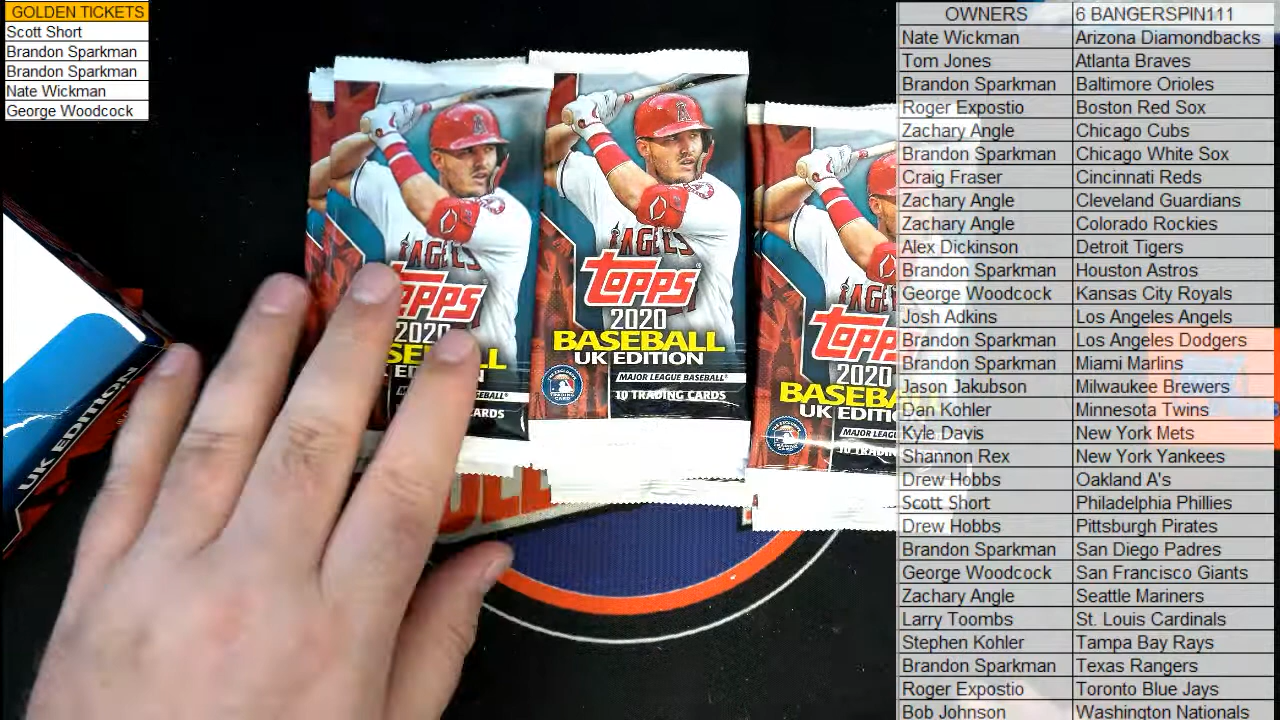 GOLDEN TICKETS
Scott Short
Brandon Sparkman
Brandon Sparkman
Nate Wickman
George Woodcock
OWNERS 6 BANGERSPIN111
Nate Wickman Arizona Diamondbacks
Tom Jones Atlanta Braves
Brandon Sparkman Baltimore Orioles
Roger Expostio Boston Red Sox
Zachary Angle Chicago Cubs
Brandon Sparkman Chicago White Sox
Craig Fraser Cincinnati Reds
Zachary Angle Cleveland Guardians
Zachary Angle Colorado Rockies
Alex Dickinson Detroit Tigers
Brandon Sparkman Houston Astros
George Woodcock Kansas City Royals
Josh Adkins Los Angeles Angels
Brandon Sparkman Los Angeles Dodgers
Brandon Sparkman Miami Marlins
Jason Jakubson Milwaukee Brewers
Dan Kohler Minnesota Twins
Kyle Davis New York Mets
Shannon Rex New York Yankees
Drew Hobbs Oakland A's
Scott Short Philadelphia Phillies
Drew Hobbs Pittsburgh Pirates
Brandon Sparkman San Diego Padres
George Woodcock San Francisco Giants
Zachary Angle Seattle Mariners
Larry Toombs St. Louis Cardinals
Stephen Kohler Tampa Bay Rays
Brandon Sparkman Texas Rangers
Roger Expostio Toronto Blue Jays
Bob Johnson Washington Nationals
UK EDITION
TOPPS
2020
CARDS
ANGELS
TOPPS
2020
BASEBALL
UK EDITION
MAJOR LEAGUE BASEBALL
10 TRADING CARDS
2020